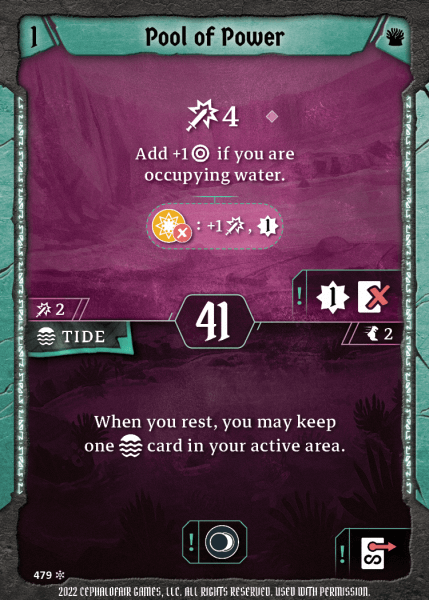 1
Pool of Power
4
Add +1 if you are
occupying water.
: +1 , 1
! 1
2
41
TIDE
2
When you rest, you may keep
one card in your active area.
!
!
479
2022 CEPHALOFAIR GAMES, LLC. ALL RIGHTS RESERVED. USED WITH PERMISSION.